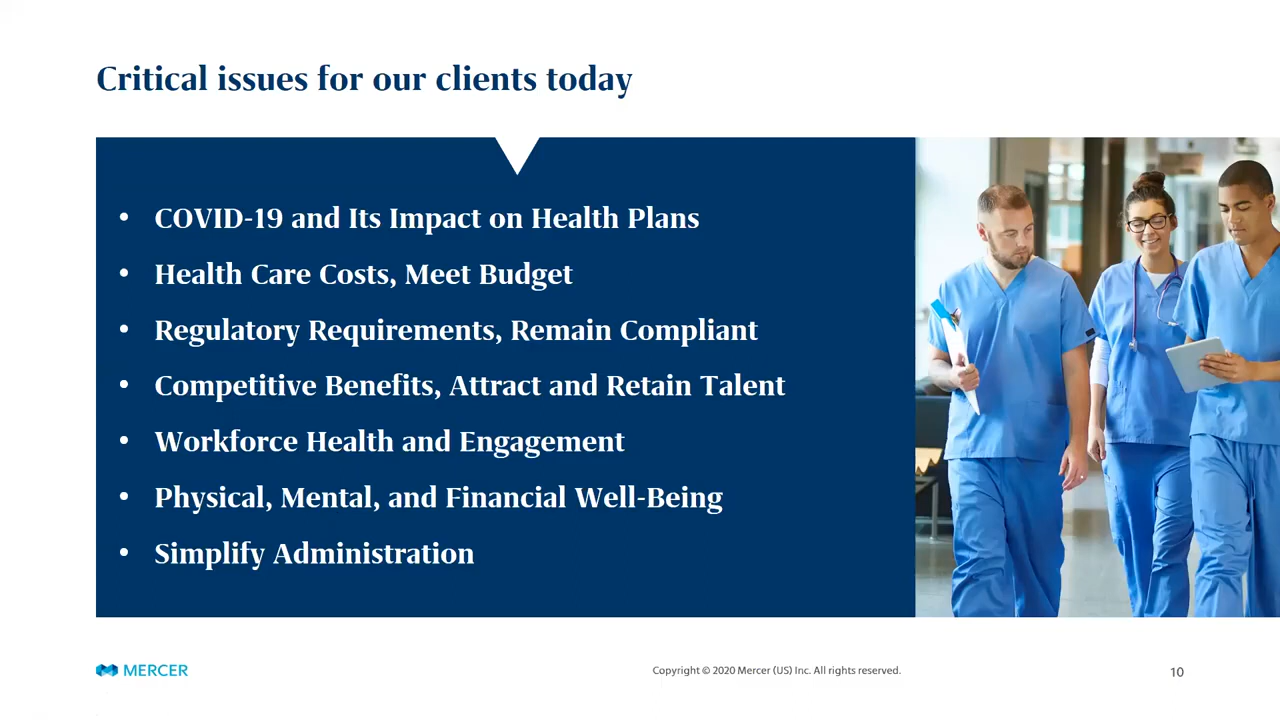 Critical issues for our clients today
• COVID-19 and Its Impact on Health Plans
• Health Care Costs, Meet Budget
• Regulatory Requirements, Remain Compliant
• Competitive Benefits, Attract and Retain Talent
• Workforce Health and Engagement
• Physical, Mental, and Financial Well-Being
• Simplify Administration
MERCER
Copyright © 2020 Mercer (US) Inc. All rights reserved.
10